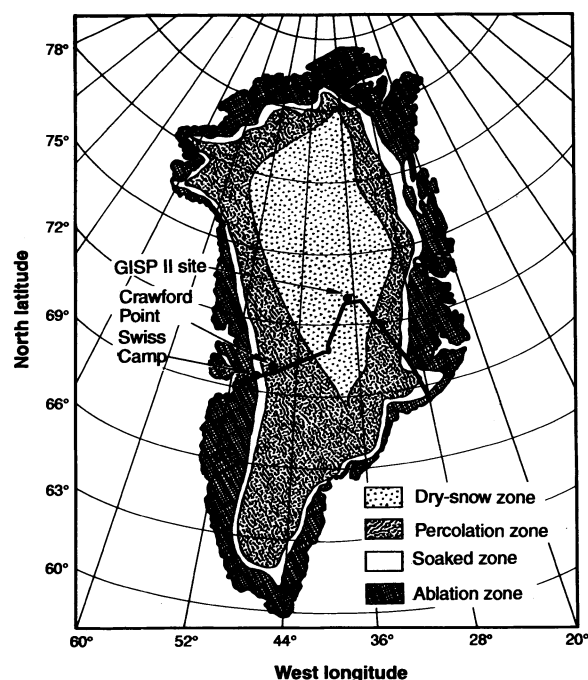 78°
75°
72°
69°
66°
63°
60°
North latitude
GISP II site
Crawford
Point
Swiss
Camp
Dry-snow zone
Percolation zone
Soaked zone
Ablation zone
60°
52°
44°
36°
28°
20°
West longitude